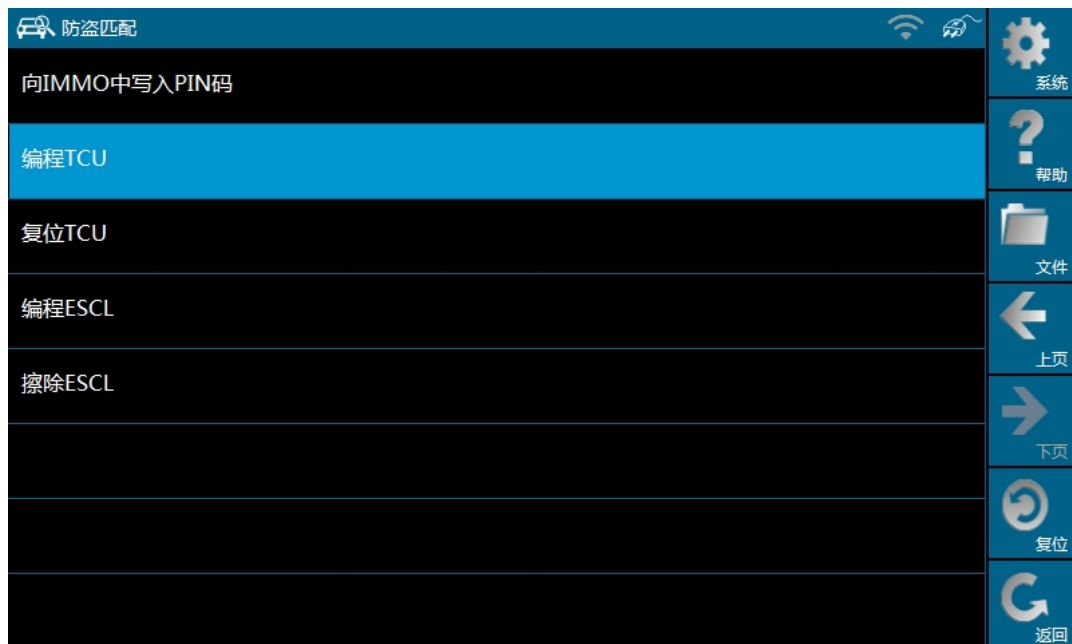 防盗匹配
向IMMO中写入PIN码
编程TCU
复位TCU
编程ESCL
擦除ESCL
系统
帮助
文件
上页
下页
复位
返回